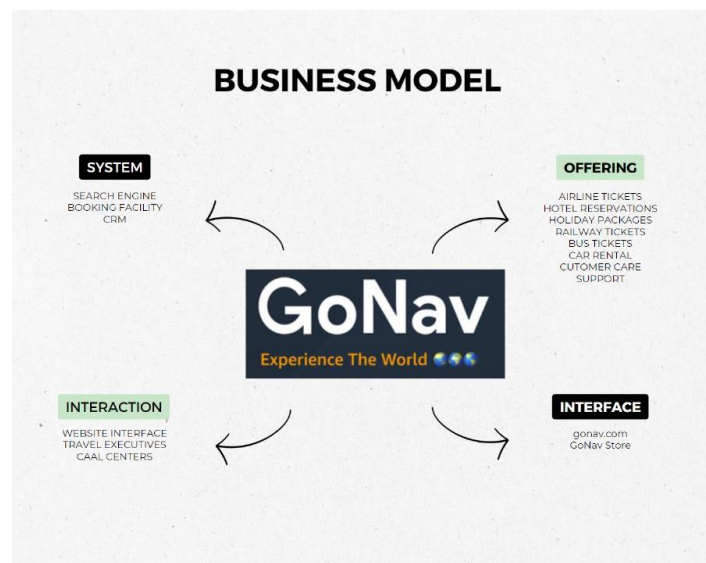 BUSINESS MODEL
SYSTEM
SEARCH ENGINE
BOOKING FACILITY
CRM
OFFERING
AIRLINE TICKETS
HOTEL RESERVATIONS
HOLIDAY PACKAGES
RAILWAY TICKETS
BUS TICKETS
CAR RENTAL
CUTOMER CARE
SUPPORT
GoNav
Experience The World
INTERACTION
WEBSITE INTERFACE
TRAVEL EXECUTIVES
CAAL CENTERS
INTERFACE
gonav.com
GoNav Store